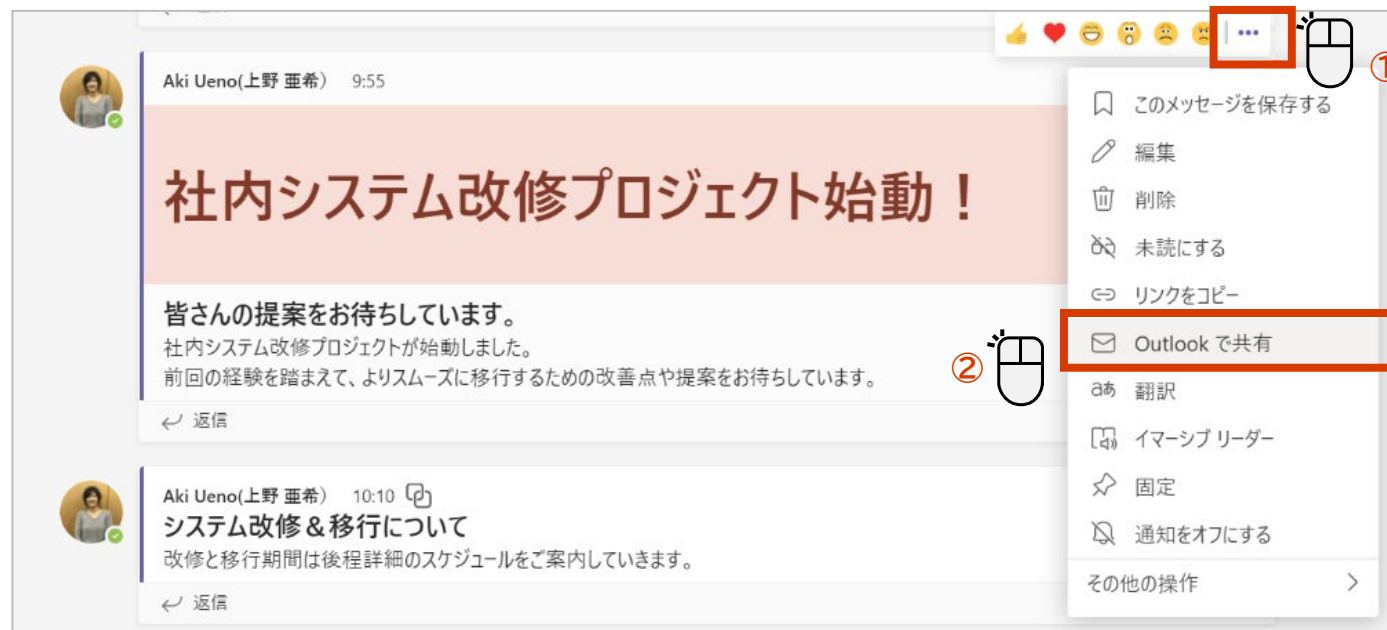 Aki Ueno(上野 亜希) 9:55
社内システム改修プロジェクト始動！
皆さんの提案をお待ちしています。
社内システム改修プロジェクトが始動しました。
前回の経験を踏まえて、よりスムーズに移行するための改善点や提案をお待ちしています。
返信
Aki Ueno(上野 亜希) 10:10
システム改修＆移行について
改修と移行期間は後程詳細のスケジュールをご案内していきます。
返信
①
このメッセージを保存する
編集
削除
未読にする
リンクをコピー
②
Outlook で共有
aあ 翻訳
イマーシブ リーダー
固定
通知をオフにする
その他の操作